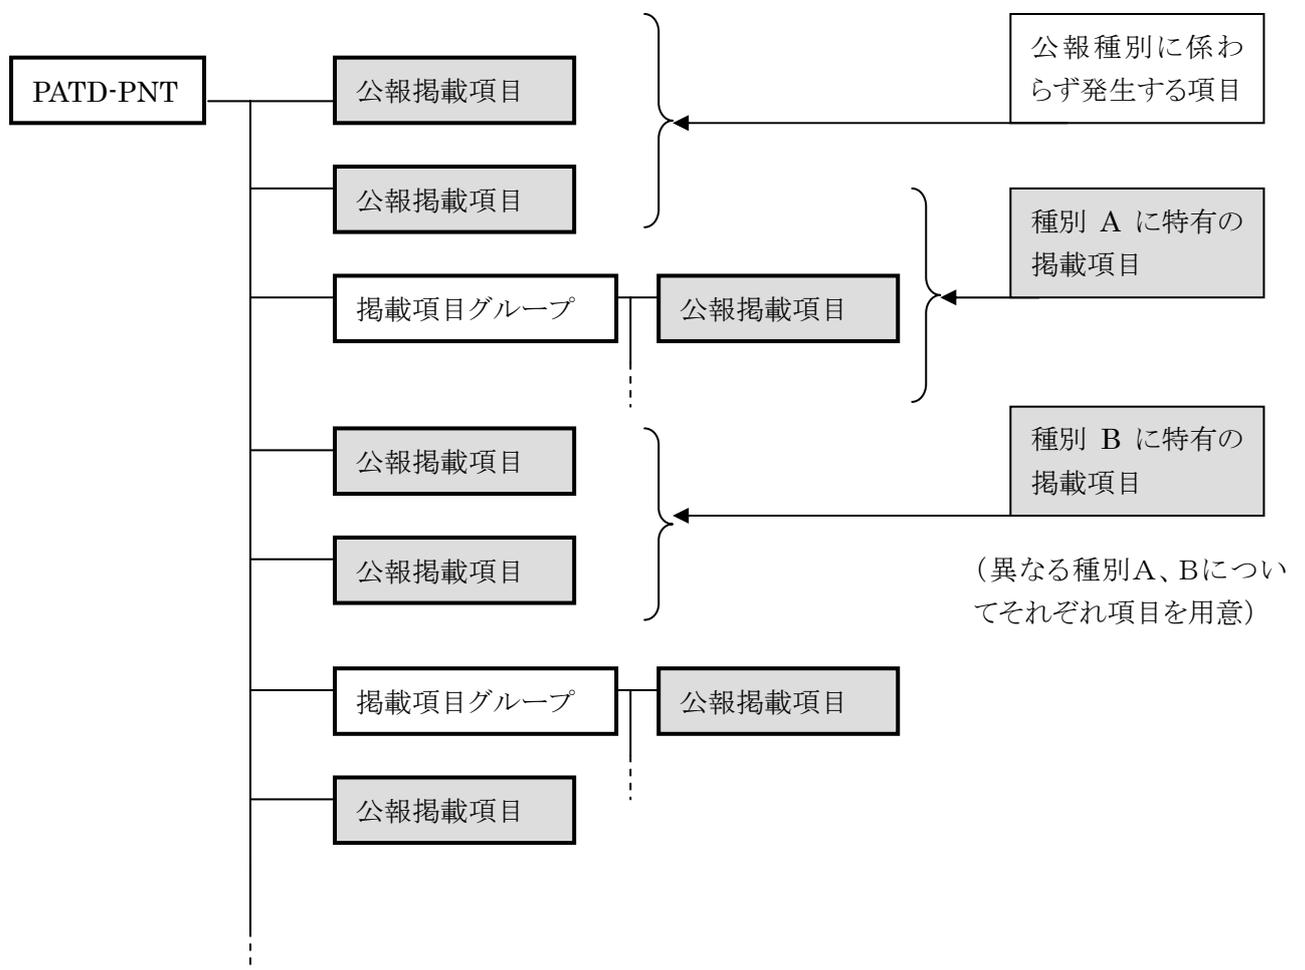 PATD-PNT
公報掲載項目
公報種別に係わ
らず発生する項目
公報掲載項目
種別 A に特有の
掲載項目
掲載項目グループ
公報掲載項目
公報掲載項目
種別 B に特有の
掲載項目
公報掲載項目
（異なる種別A、Bについ
てそれぞれ項目を用意）
掲載項目グループ
公報掲載項目
公報掲載項目